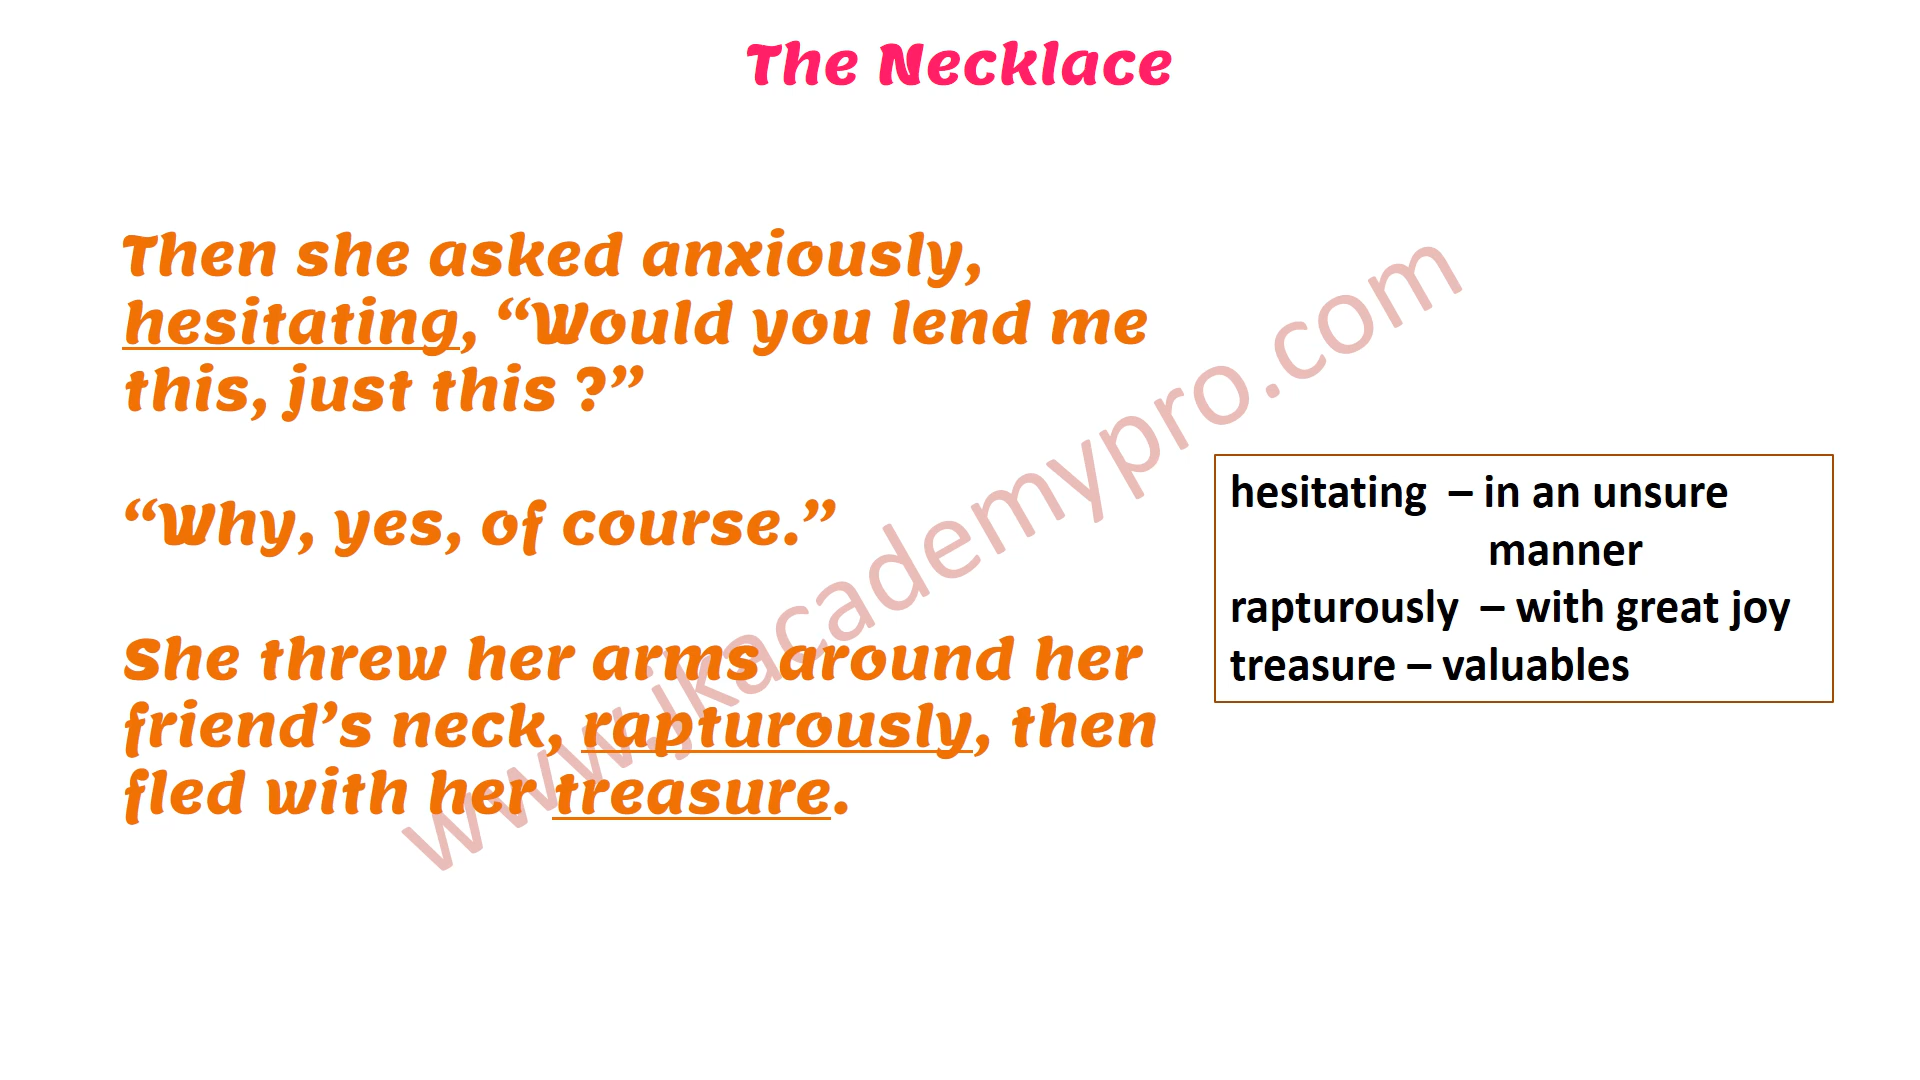 The Necklace
Then she asked anxiously,
hesitating, “Would you lend me
this, just this ?”
“Why, yes, of course.”
She threw her arms around her
friend’s neck, rapturously, then
fled with her treasure.
hesitating – in an unsure
manner
rapturously – with great joy
treasure – valuables
www.jkacademypro.com